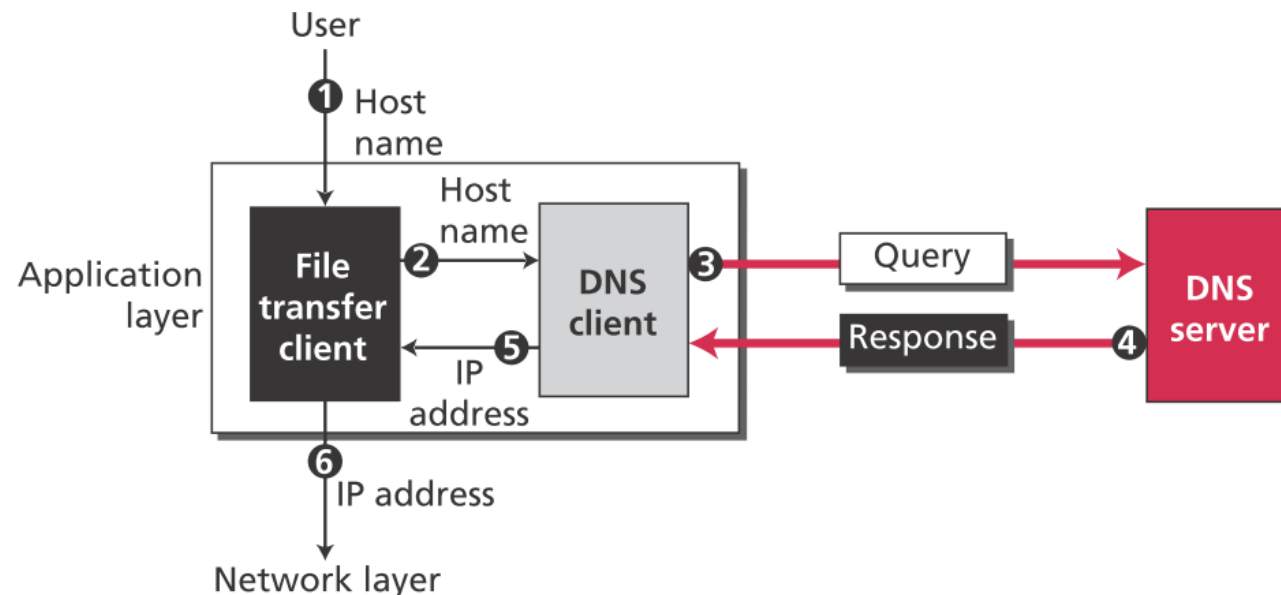 User
1
Host
name
Host
name
Application
layer
File
transfer
client
2
DNS
client
3
Query
DNS
server
Response
4
5
IP
address
6
IP address
Network layer